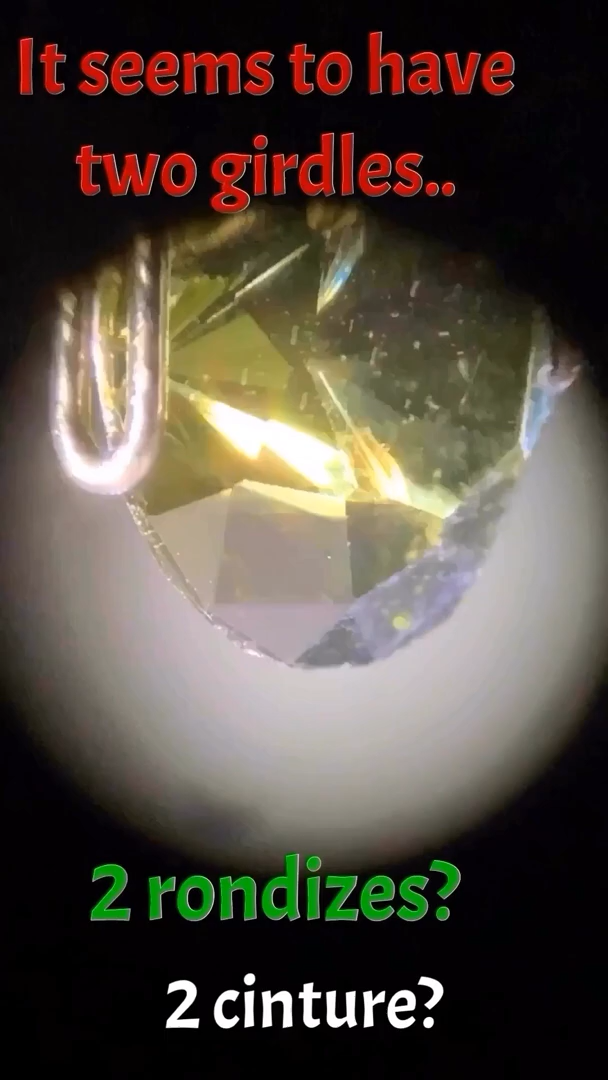 It seems to have
two girdles..
2 rondizes?
2 cinture?